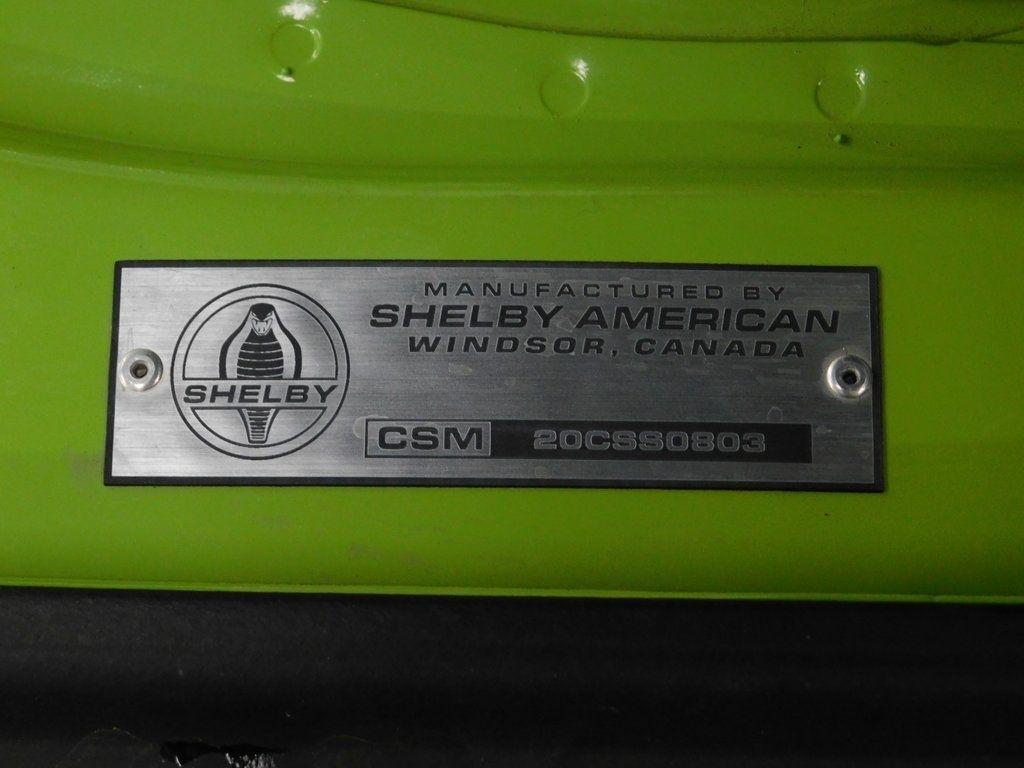 MANUFACTURED BY
SHELBY AMERICAN
WINDSOR, CANADA
SHELBY
CSM 20CSS0803